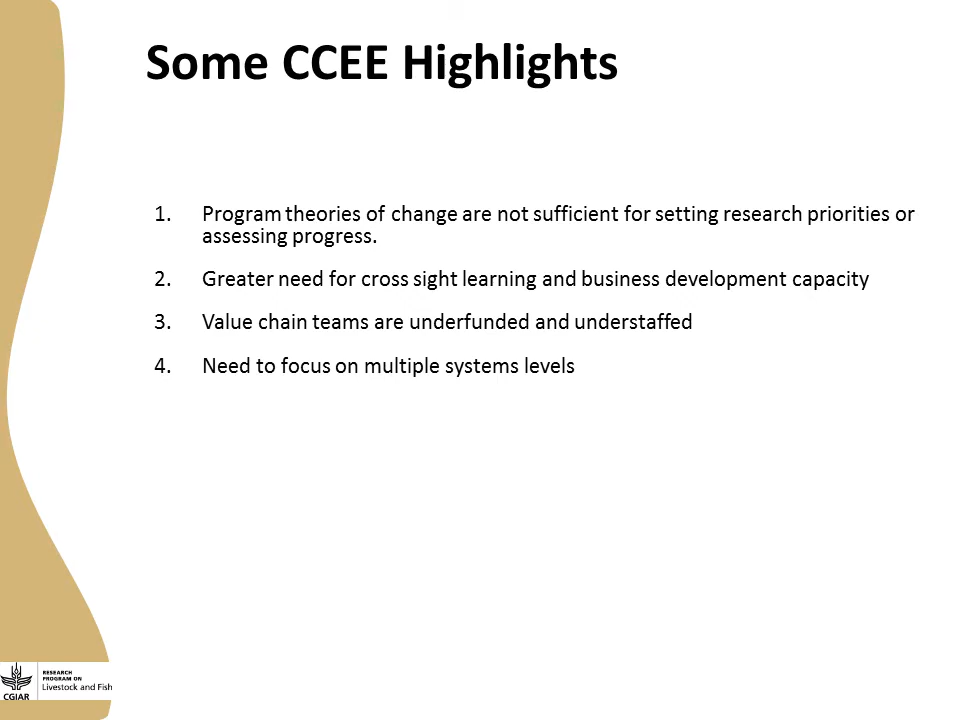 Some CCEE Highlights
1. Program theories of change are not sufficient for setting research priorities or
assessing progress.
2. Greater need for cross sight learning and business development capacity
3. Value chain teams are underfunded and understaffed
4. Need to focus on multiple systems levels
RESEARCH
PROGRAM ON
Livestock and Fish
CGIAR